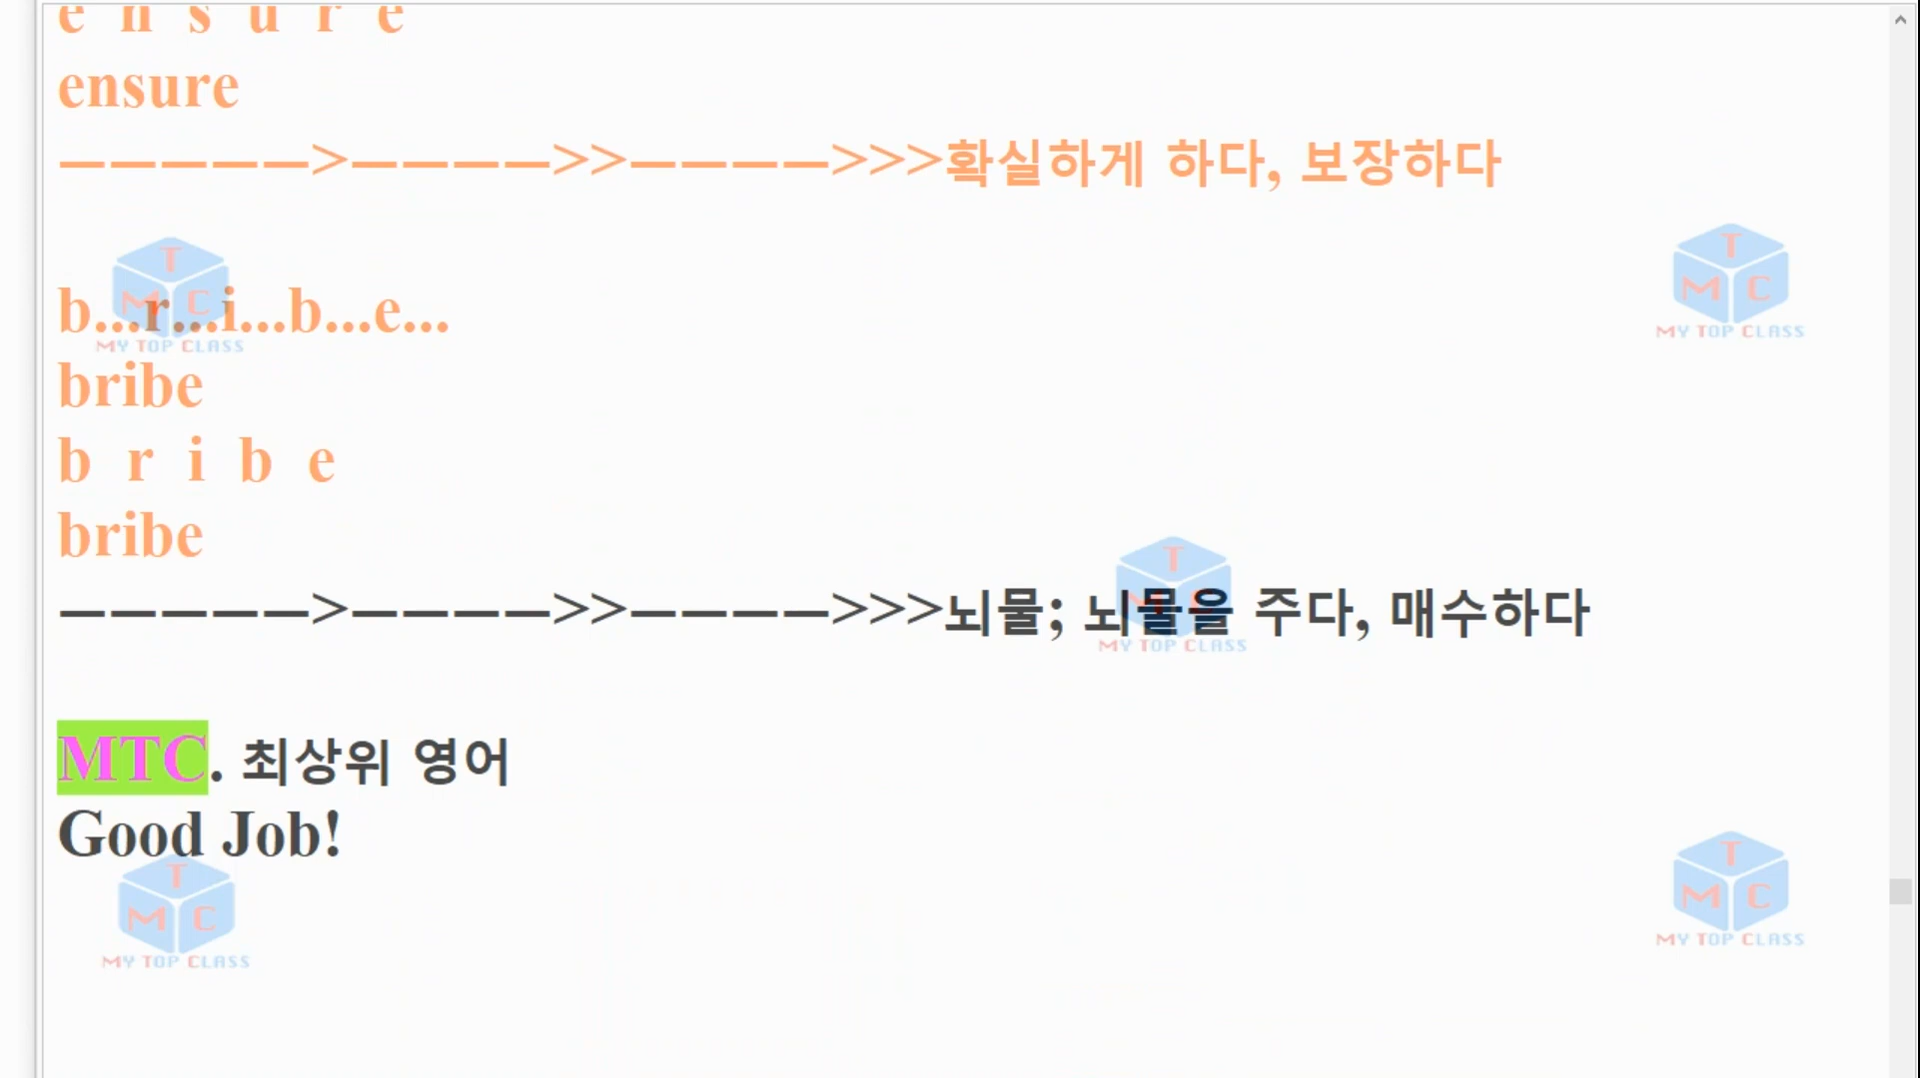 e n s u r e
ensure
—————>————>>————>>>확실하게 하다, 보장하다
b...r...i...b...e...
bribe
b r i b e
bribe
—————>————>>————>>>뇌물; 뇌물을 주다, 매수하다
MTC. 최상위 영어
Good Job!
T M C
MY TOP CLASS
T M C
MY TOP CLASS
T M C
MY TOP CLASS
T M C
MY TOP CLASS
T M C
MY TOP CLASS